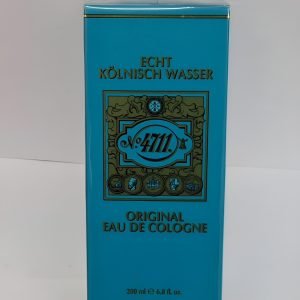 ECHT
KÖLNISCH WASSER
No. 4711.
ORIGINAL
EAU DE COLOGNE
200 ml ℮ 6.8 fl. oz.